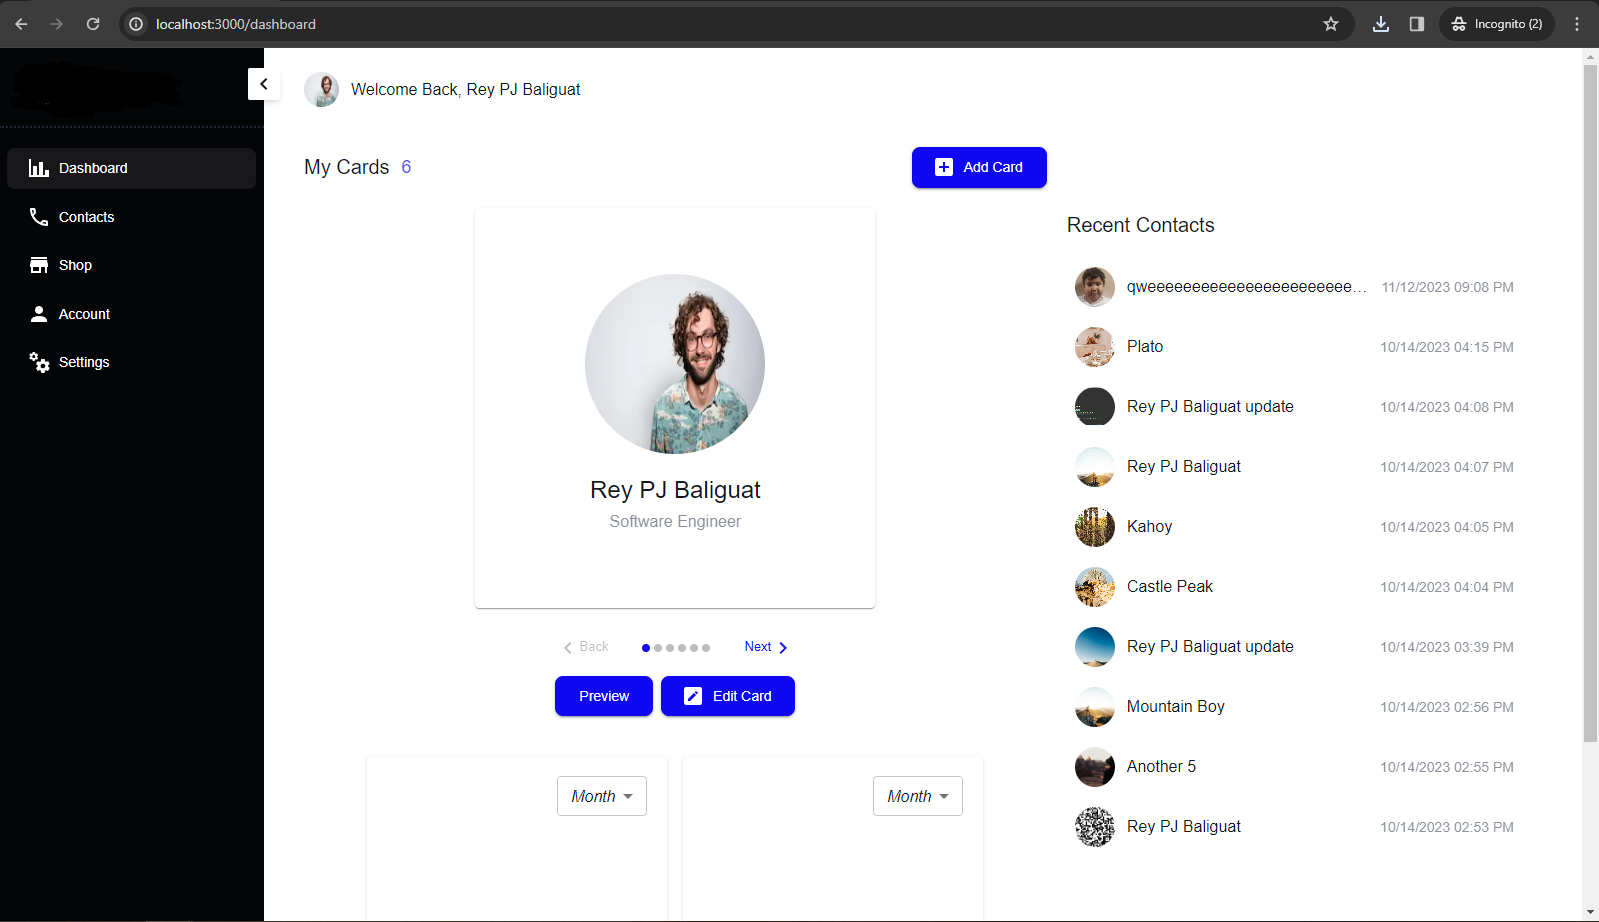 localhost:3000/dashboard
Incognito (2)
Welcome Back, Rey PJ Baliguat
Dashboard
Contacts
Shop
Account
Settings
My Cards 6
Add Card
Rey PJ Baliguat
Software Engineer
Back
Next
Preview
Edit Card
Month
Month
Recent Contacts
qweeeeeeeeeeeeeeeeeeeeeee... 11/12/2023 09:08 PM
Plato 10/14/2023 04:15 PM
Rey PJ Baliguat update 10/14/2023 04:08 PM
Rey PJ Baliguat 10/14/2023 04:07 PM
Kahoy 10/14/2023 04:05 PM
Castle Peak 10/14/2023 04:04 PM
Rey PJ Baliguat update 10/14/2023 03:39 PM
Mountain Boy 10/14/2023 02:56 PM
Another 5 10/14/2023 02:55 PM
Rey PJ Baliguat 10/14/2023 02:53 PM